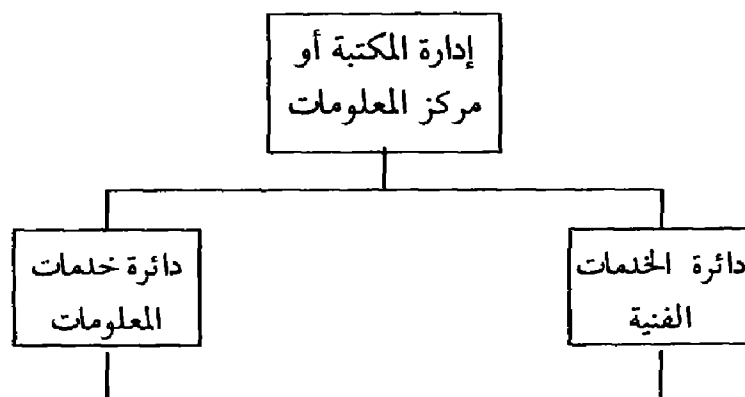 إدارة المكتبة أو
مركز المعلومات
دائرة الخدمات
الفنية
دائرة خدمات
المعلومات